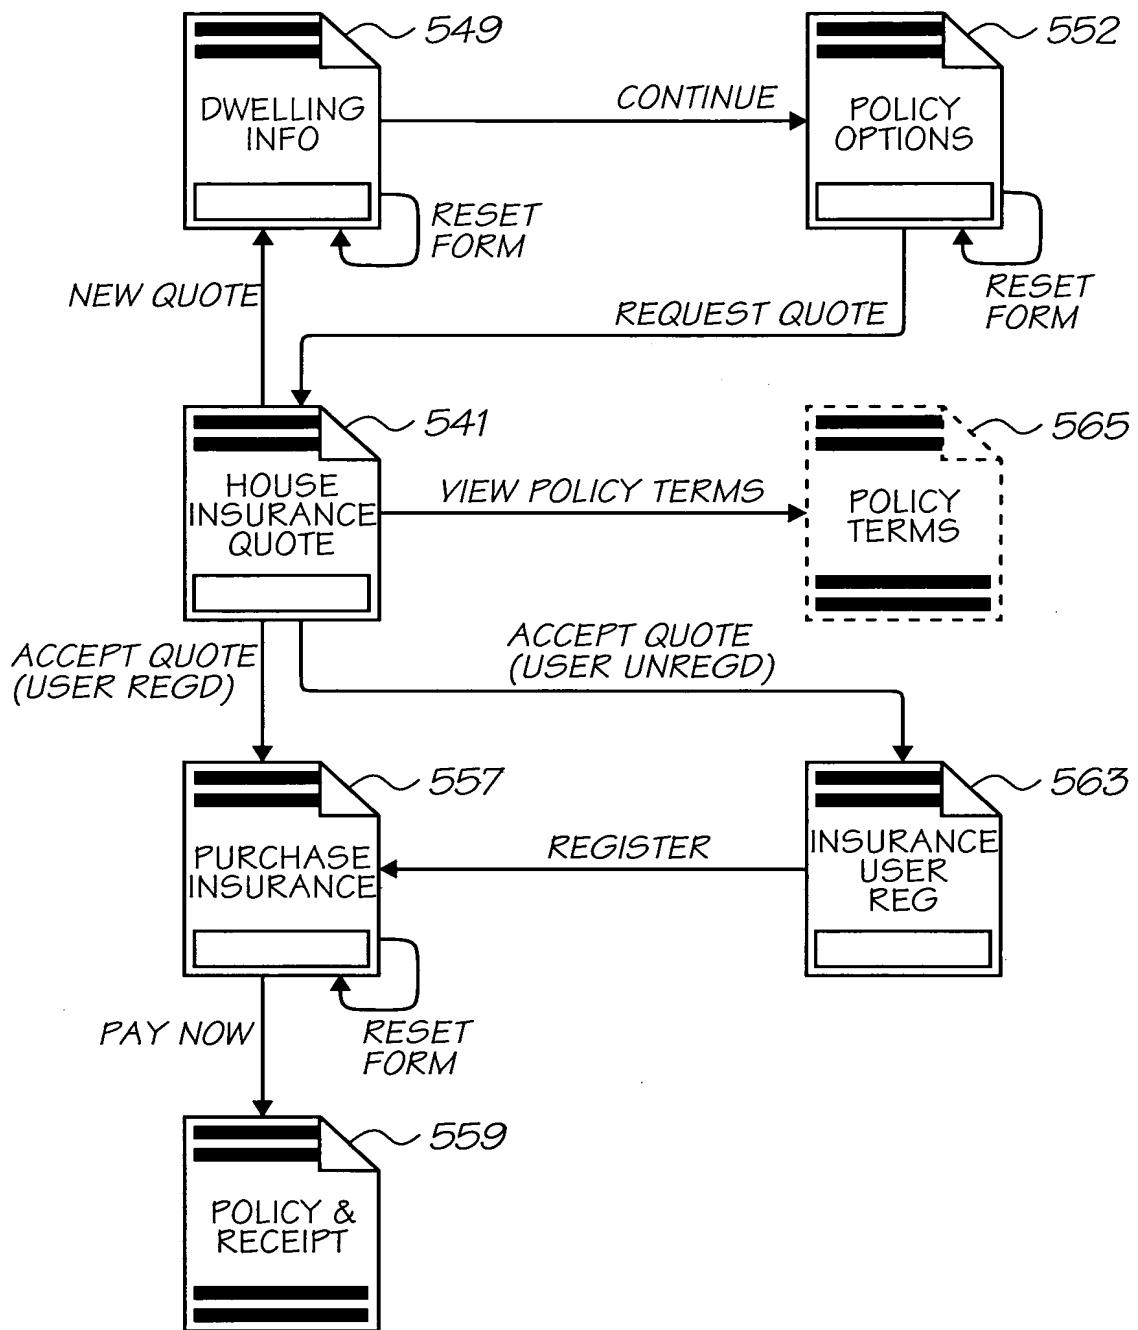 549
552
DWELLING
INFO
CONTINUE
POLICY
OPTIONS
RESET
FORM
RESET
FORM
NEW QUOTE
REQUEST QUOTE
541
565
HOUSE
INSURANCE
QUOTE
VIEW POLICY TERMS
POLICY
TERMS
ACCEPT QUOTE
(USER REGD)
ACCEPT QUOTE
(USER UNREGD)
557
563
PURCHASE
INSURANCE
REGISTER
INSURANCE
USER
REG
PAY NOW
RESET
FORM
559
POLICY &
RECEIPT